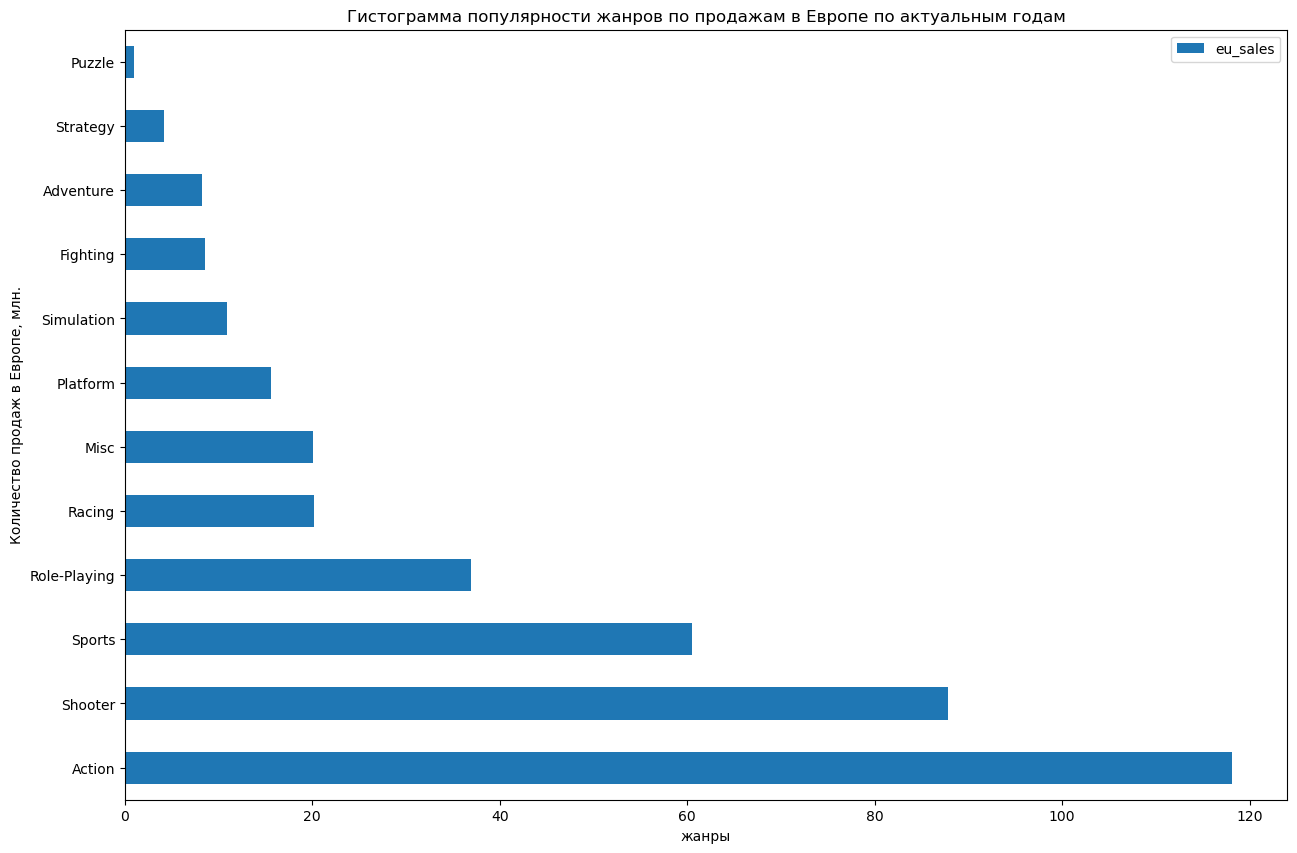 Гистограмма популярности жанров по продажам в Европе по актуальным годам
eu_sales
Количество продаж в Европе, млн.
Puzzle
Strategy
Adventure
Fighting
Simulation
Platform
Misc
Racing
Role-Playing
Sports
Shooter
Action
0 20 40 60 80 100 120
жанры